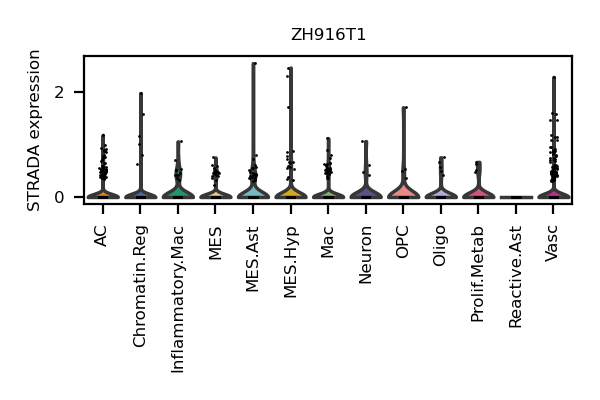 ZH916T1
STRADA expression
2
0
AC
Chromatin.Reg
Inflammatory.Mac
MES
MES.Ast
MES.Hyp
Mac
Neuron
OPC
Oligo
Prolif.Metab
Reactive.Ast
Vasc